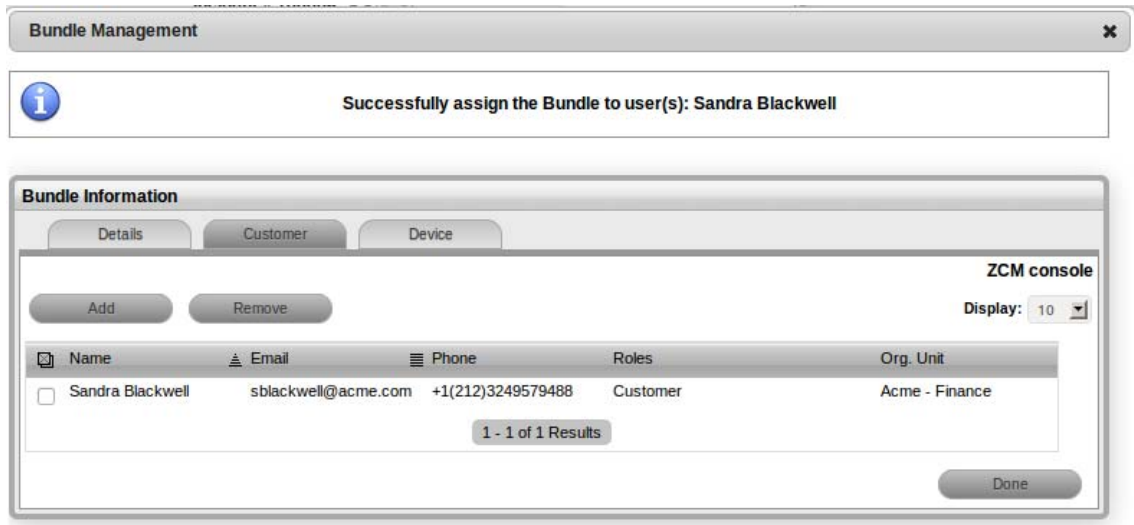 Bundle Management
Successfully assign the Bundle to user(s): Sandra Blackwell
Bundle Information
Details Customer Device
ZCM console
Add Remove Display: 10
Name Email Phone Roles Org. Unit
Sandra Blackwell sblackwell@acme.com +1(212)3249579488 Customer Acme - Finance
1 - 1 of 1 Results
Done